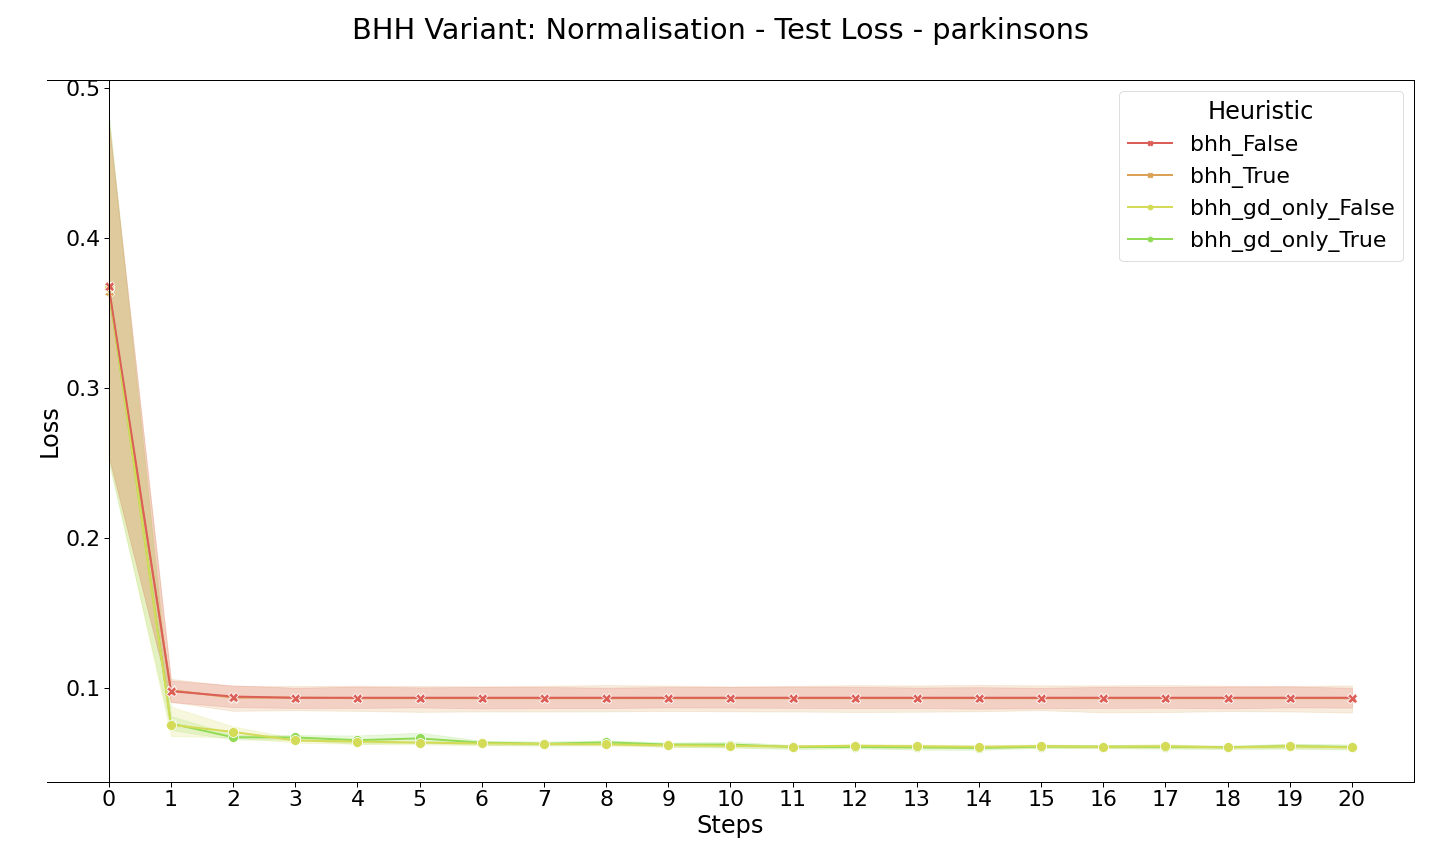 BHH Variant: Normalisation - Test Loss - parkinsons
Heuristic
bhh_False
bhh_True
bhh_gd_only_False
bhh_gd_only_True
Loss
0.5
0.4
0.3
0.2
0.1
0 1 2 3 4 5 6 7 8 9 10 11 12 13 14 15 16 17 18 19 20
Steps